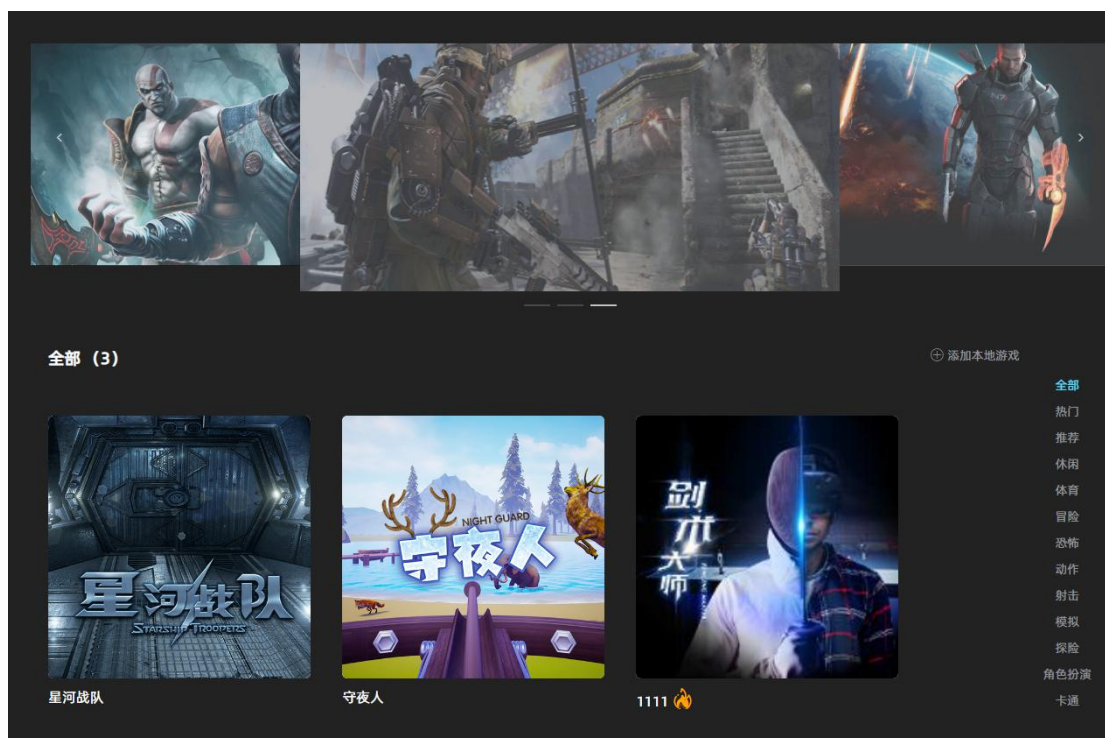 全部（3）
添加本地游戏
全部
热门
推荐
休闲
体育
冒险
恐怖
动作
射击
模拟
探险
角色扮演
卡通
星河战队
STARSHIP TROOPERS
NIGHT GUARD
守夜人
剑术大师
星河战队
守夜人
1111